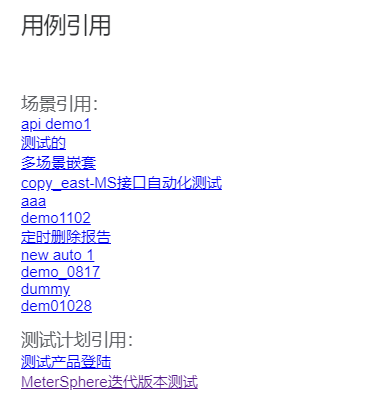 用例引用
场景引用:
api demo1
测试的
多场景嵌套
copy_east-MS接口自动化测试
aaa
demo1102
定时删除报告
new auto 1
demo_0817
dummy
dem01028
测试计划引用:
测试产品登陆
MeterSphere迭代版本测试